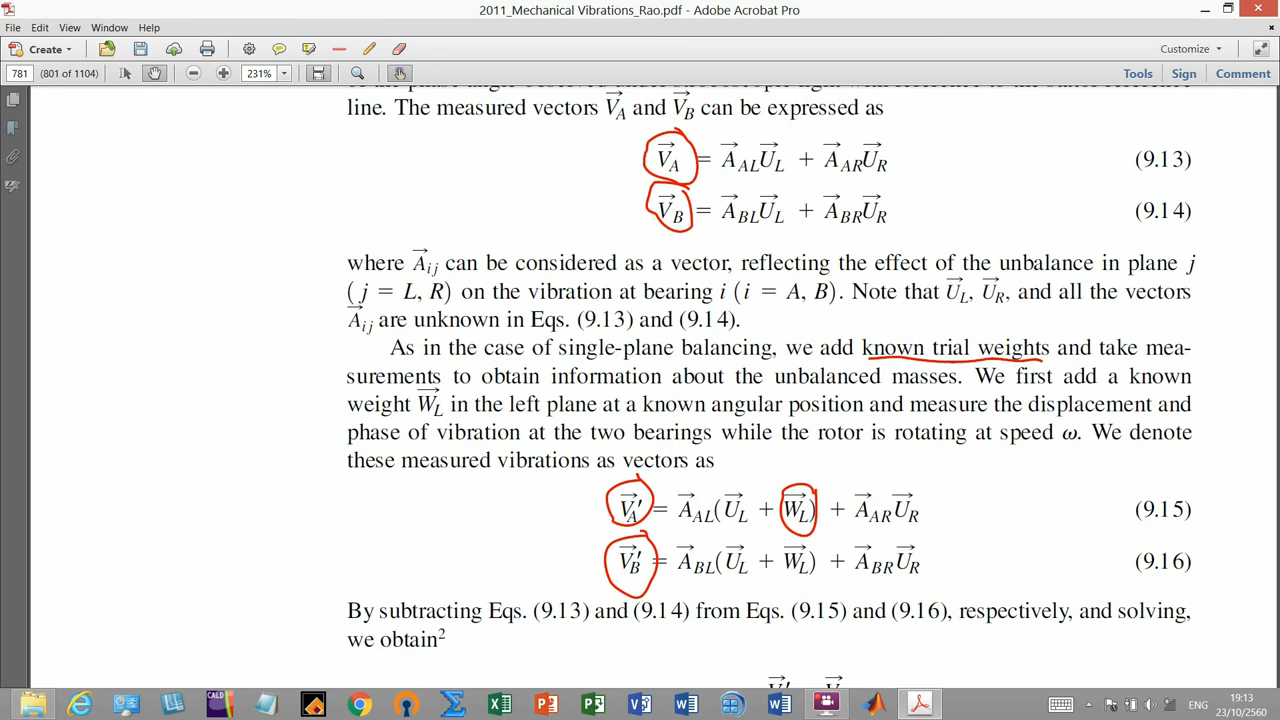 2011_Mechanical Vibrations_Rao.pdf - Adobe Acrobat Pro
File Edit View Window Help
Create Customize
781 (801 of 1104) 231% Tools Sign Comment
line. The measured vectors V⃗_A and V⃗_B can be expressed as
V⃗_A = A⃗_AL U⃗_L + A⃗_AR U⃗_R (9.13)
V⃗_B = A⃗_BL U⃗_L + A⃗_BR U⃗_R (9.14)
where A⃗_ij can be considered as a vector, reflecting the effect of the unbalance in plane j
(j = L, R) on the vibration at bearing i (i = A, B). Note that U⃗_L, U⃗_R, and all the vectors
A⃗_ij are unknown in Eqs. (9.13) and (9.14).
As in the case of single-plane balancing, we add known trial weights and take mea-
surements to obtain information about the unbalanced masses. We first add a known
weight W⃗_L in the left plane at a known angular position and measure the displacement and
phase of vibration at the two bearings while the rotor is rotating at speed ω. We denote
these measured vibrations as vectors as
V⃗_A′ = A⃗_AL(U⃗_L + W⃗_L) + A⃗_AR U⃗_R (9.15)
V⃗_B′ = A⃗_BL(U⃗_L + W⃗_L) + A⃗_BR U⃗_R (9.16)
By subtracting Eqs. (9.13) and (9.14) from Eqs. (9.15) and (9.16), respectively, and solving,
we obtain²
CALD ENG 19:13
23/10/2560